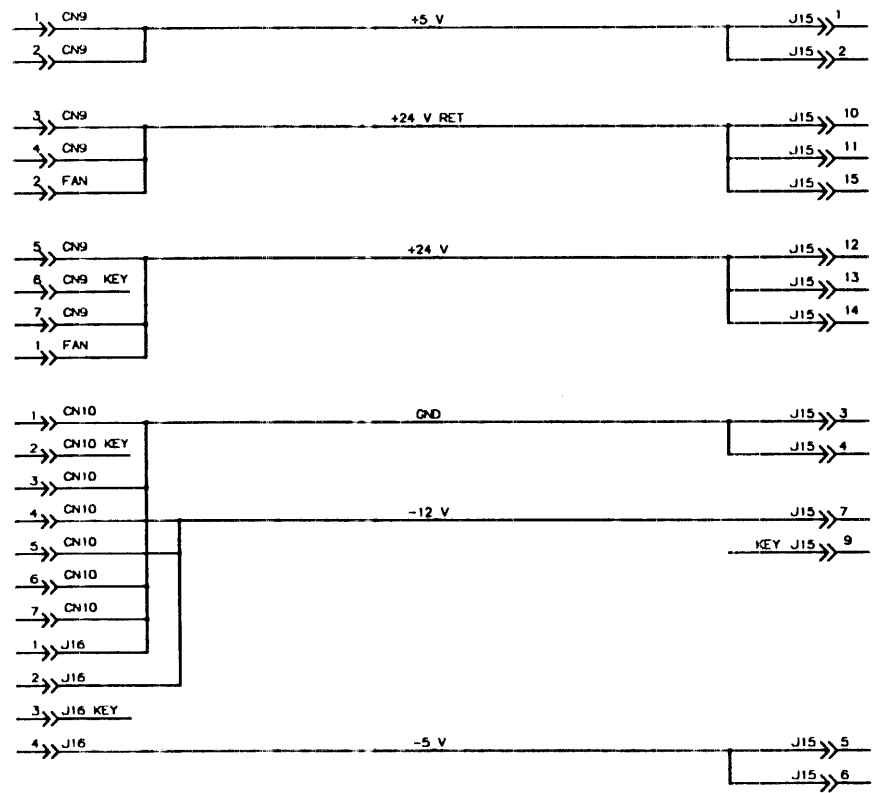 1 CN9 +5 V J15 1
2 CN9 J15 2
3 CN9 +24 V RET J15 10
4 CN9 J15 11
2 FAN J15 15
5 CN9 +24 V J15 12
6 CN9 KEY J15 13
7 CN9 J15 14
1 FAN
1 CN10 GND J15 3
2 CN10 KEY J15 4
3 CN10
4 CN10 -12 V J15 7
5 CN10 KEY J15 9
6 CN10
7 CN10
1 J16
2 J16
3 J16 KEY
4 J16 -5 V J15 5
J15 6